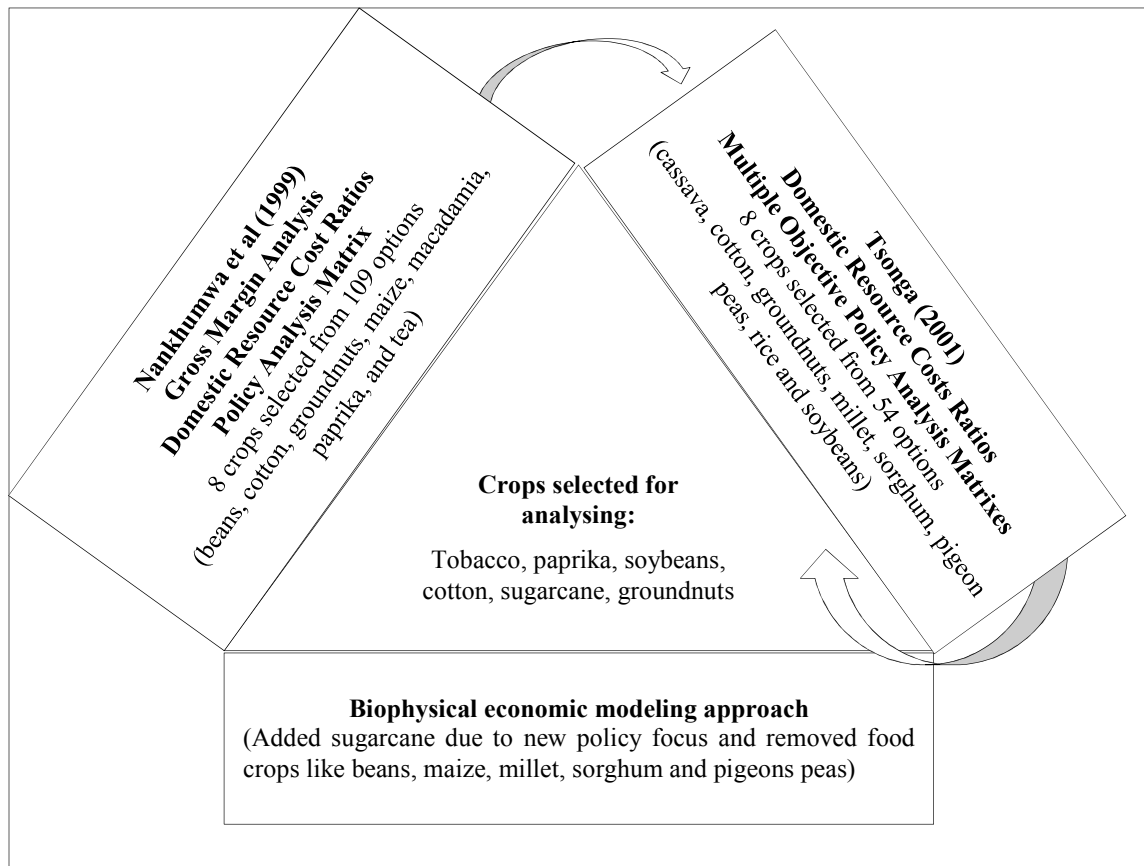 Nankhumwa et al (1999)
Gross Margin Analysis
Domestic Resource Cost Ratios
Policy Analysis Matrix
8 crops selected from 109 options
(beans, cotton, groundnuts, maize, macadamia,
paprika, and tea)
Tsonga (2001)
Domestic Resource Costs Ratios
Multiple Objective Policy Analysis Matrixes
8 crops selected from 54 options
(cassava, cotton, groundnuts, millet, sorghum, pigeon
peas, rice and soybeans)
Crops selected for
analysing:
Tobacco, paprika, soybeans,
cotton, sugarcane, groundnuts
Biophysical economic modeling approach
(Added sugarcane due to new policy focus and removed food
crops like beans, maize, millet, sorghum and pigeons peas)